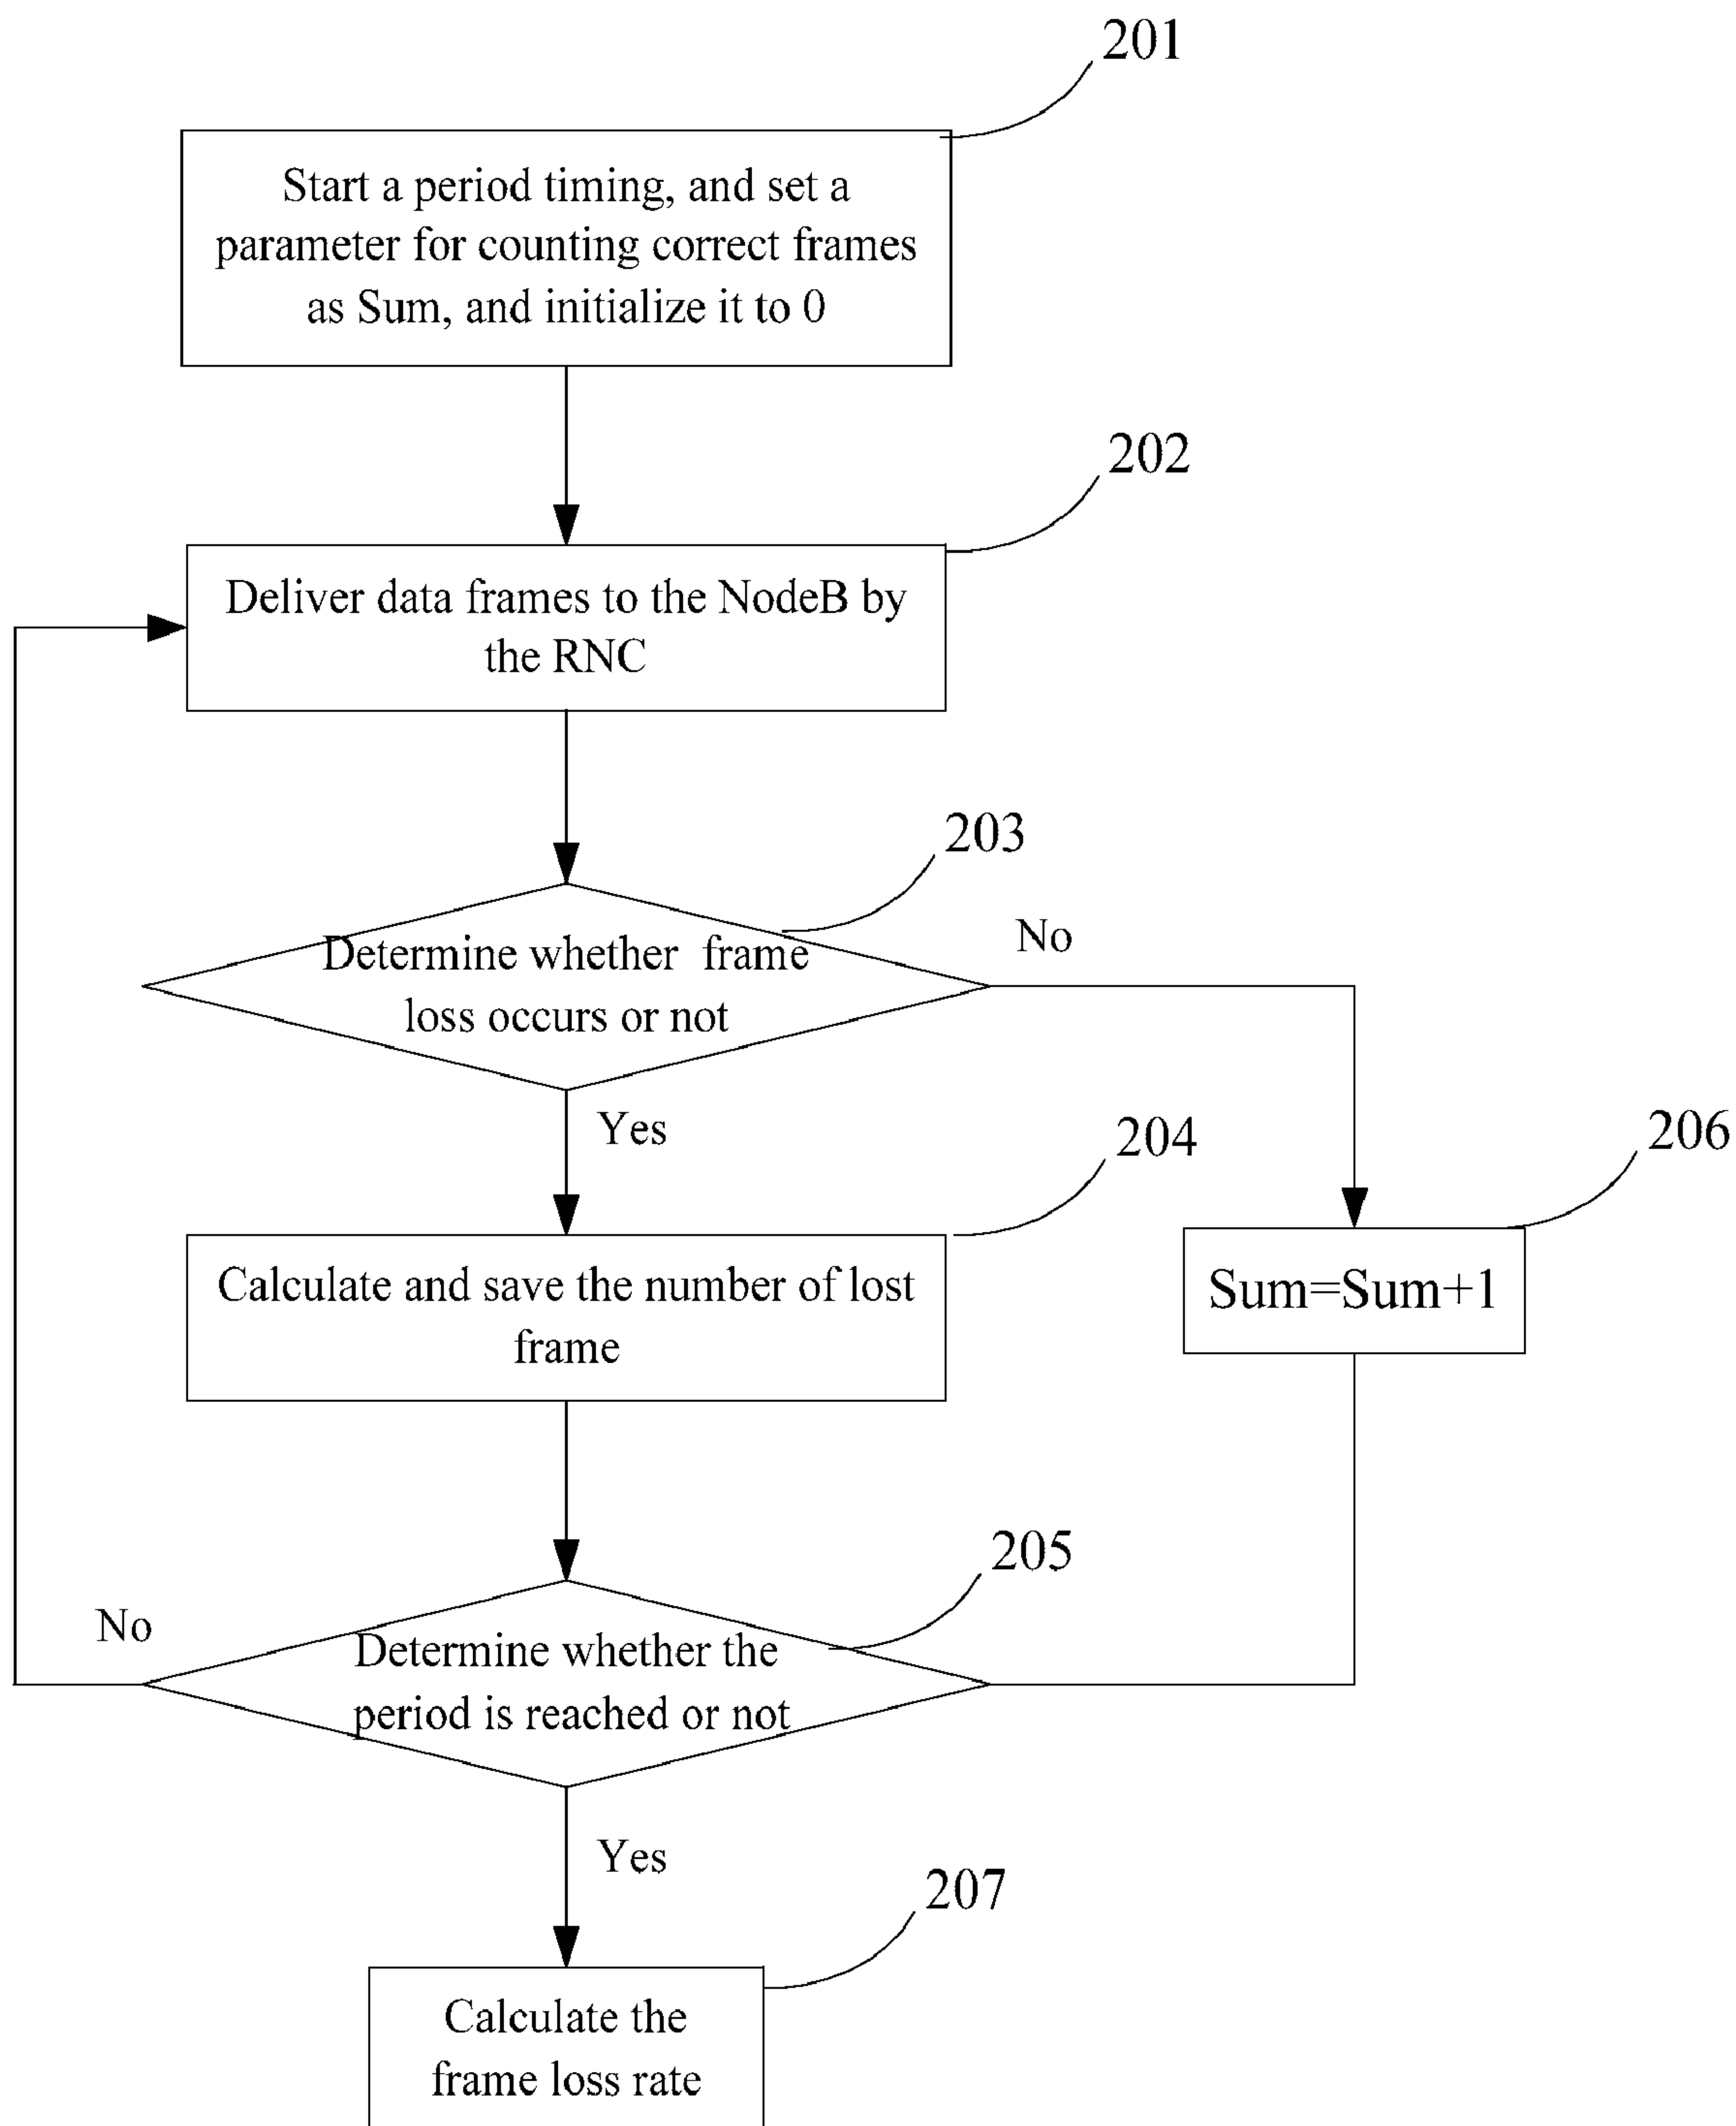 201
Start a period timing, and set a
parameter for counting correct frames
as Sum, and initialize it to 0
202
Deliver data frames to the NodeB by
the RNC
203
Determine whether frame
loss occurs or not
No
Yes
204
206
Calculate and save the number of lost
frame
Sum=Sum+1
205
No
Determine whether the
period is reached or not
Yes
207
Calculate the
frame loss rate